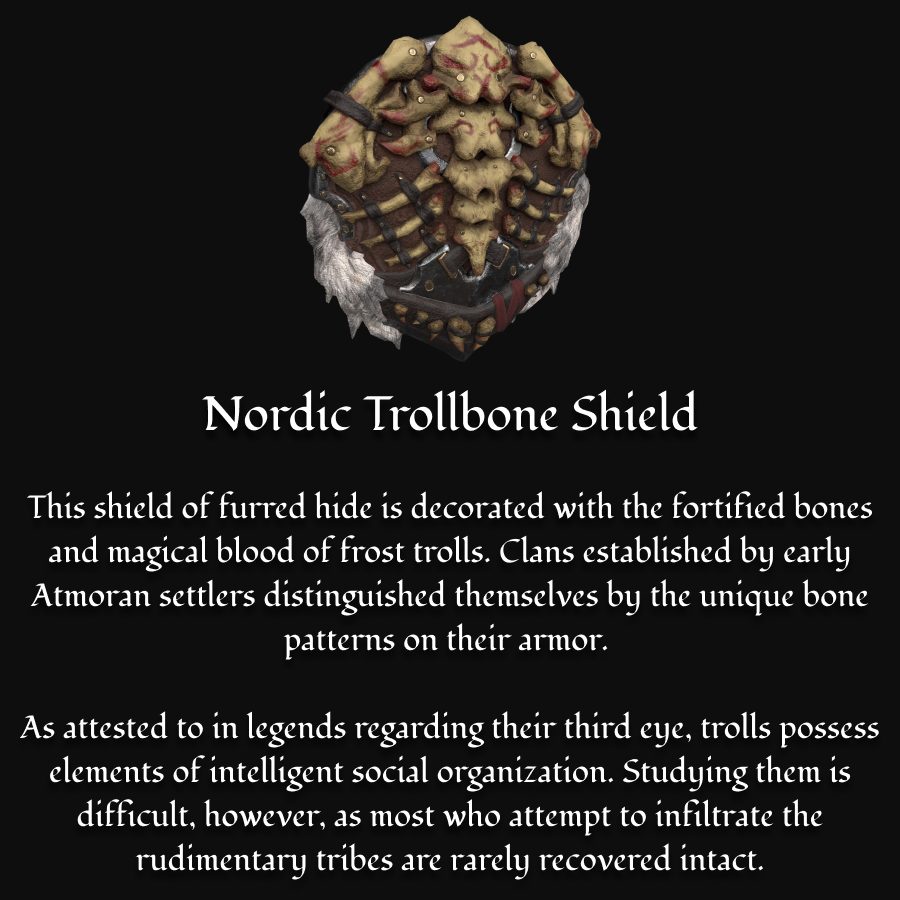 Nordic Trollbone Shield
This shield of furred hide is decorated with the fortified bones
and magical blood of frost trolls. Clans established by early
Atmoran settlers distinguished themselves by the unique bone
patterns on their armor.
As attested to in legends regarding their third eye, trolls possess
elements of intelligent social organization. Studying them is
difficult, however, as most who attempt to infiltrate the
rudimentary tribes are rarely recovered intact.